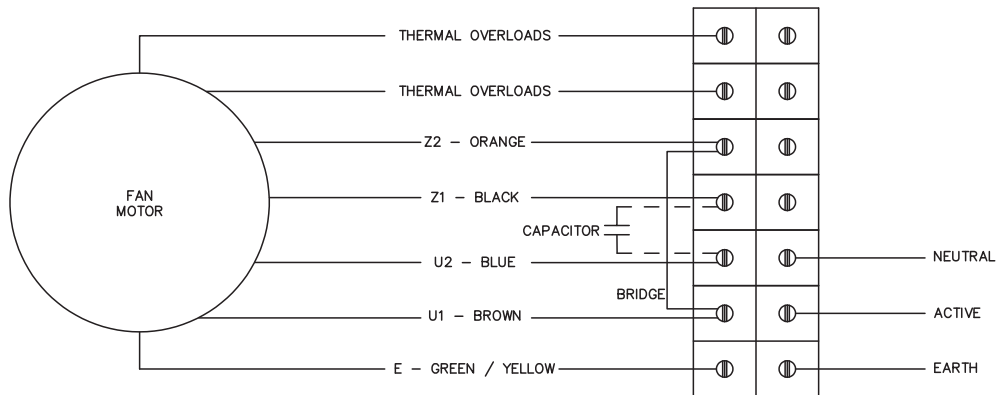 THERMAL OVERLOADS
THERMAL OVERLOADS
Z2 - ORANGE
FAN
MOTOR
Z1 - BLACK
CAPACITOR
U2 - BLUE
NEUTRAL
BRIDGE
U1 - BROWN
ACTIVE
E - GREEN / YELLOW
EARTH